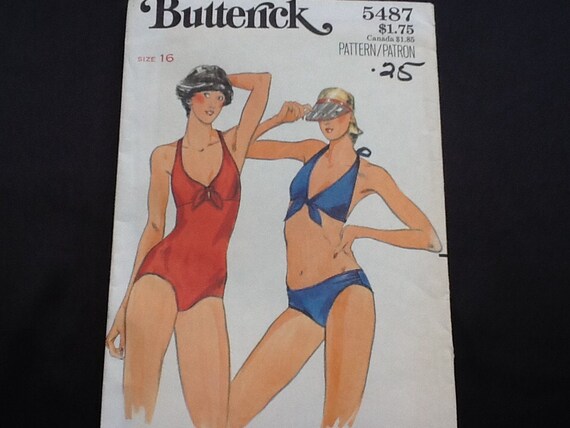 Butterick
5487
$1.75
Canada $1.85
PATTERN/PATRON
.25
SIZE 16